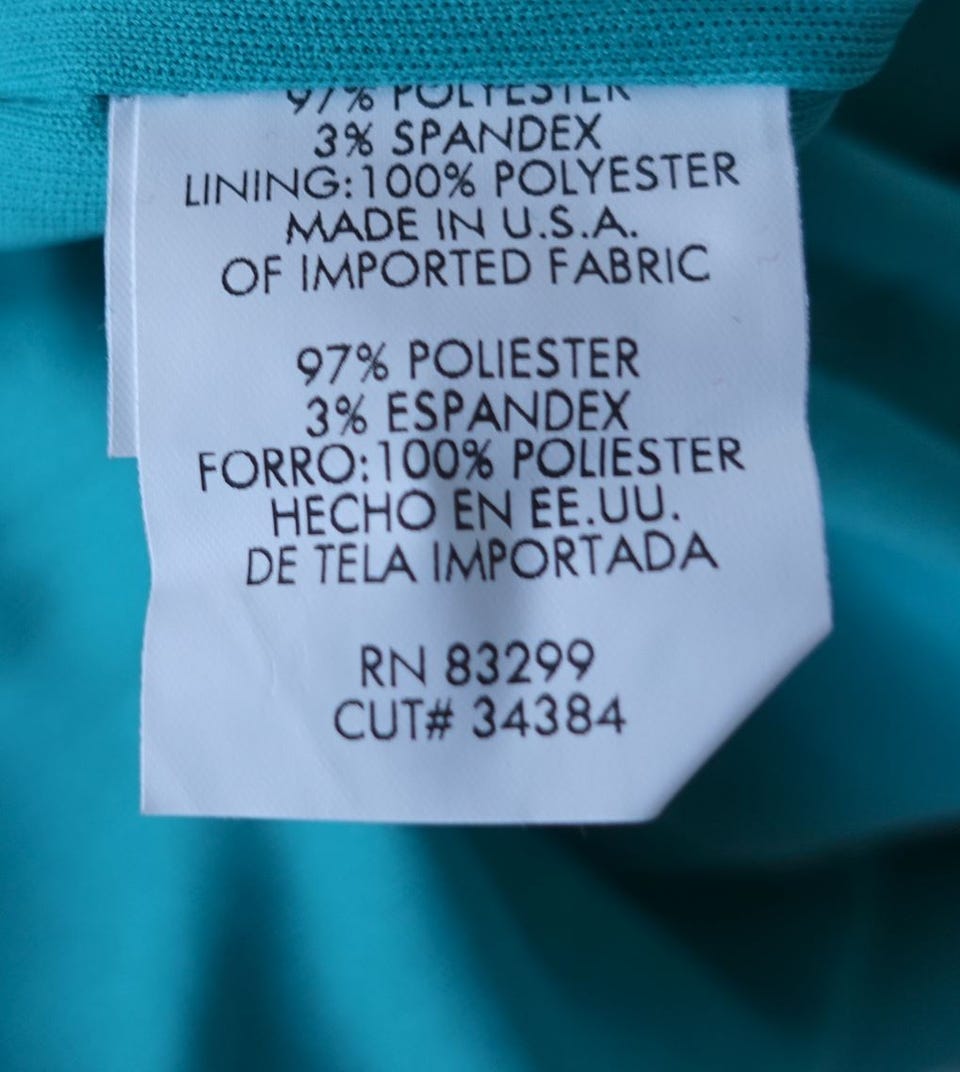 97% POLYESTER
3% SPANDEX
LINING:100% POLYESTER
MADE IN U.S.A.
OF IMPORTED FABRIC
97% POLIESTER
3% ESPANDEX
FORRO:100% POLIESTER
HECHO EN EE.UU.
DE TELA IMPORTADA
RN 83299
CUT# 34384